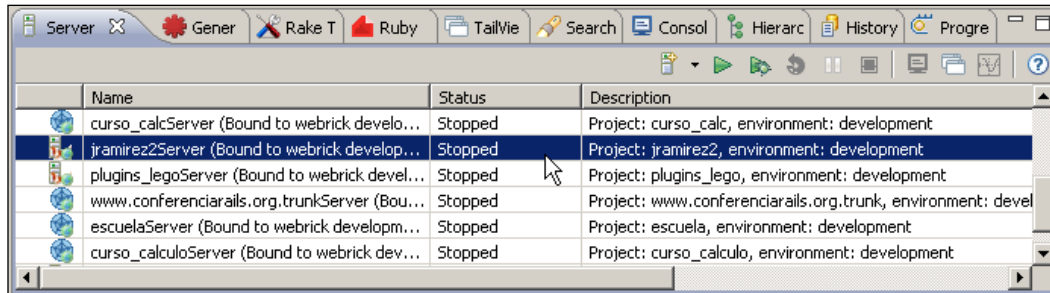 Server Gener Rake T Ruby TailVie Search Consol Hierarc History Progre
Name Status Description
curso_calcServer (Bound to webrick develo... Stopped Project: curso_calc, environment: development
jramirez2Server (Bound to webrick develop... Stopped Project: jramirez2, environment: development
plugins_legoServer (Bound to webrick devel... Stopped Project: plugins_lego, environment: development
www.conferenciarails.org.trunkServer (Bou... Stopped Project: www.conferenciarails.org.trunk, environment: devel
escuelaServer (Bound to webrick developm... Stopped Project: escuela, environment: development
curso_calculoServer (Bound to webrick dev... Stopped Project: curso_calculo, environment: development